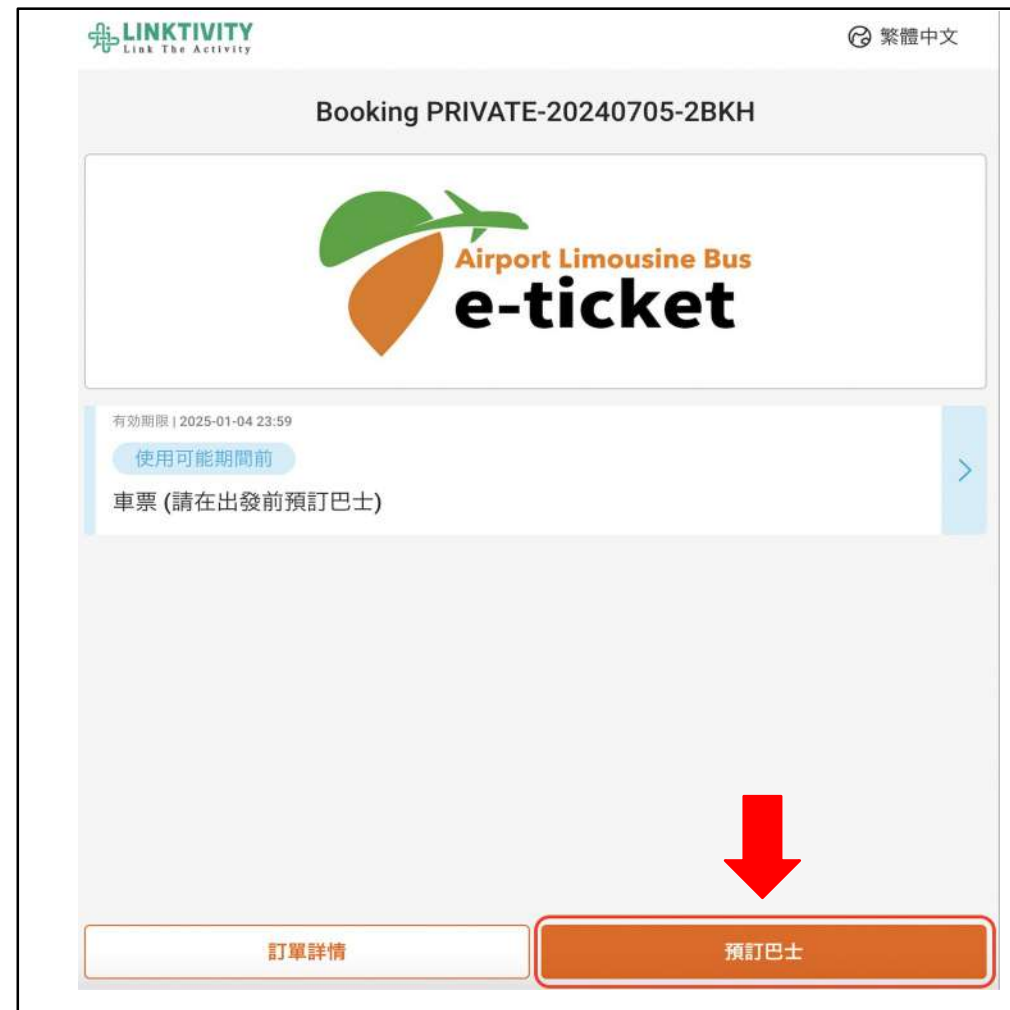 LINKTIVITY
Link The Activity
繁體中文
Booking PRIVATE-20240705-2BKH
Airport Limousine Bus
e-ticket
有効期限 | 2025-01-04 23:59
使用可能期間前
車票 (請在出發前預訂巴士)
訂單詳情
預訂巴士